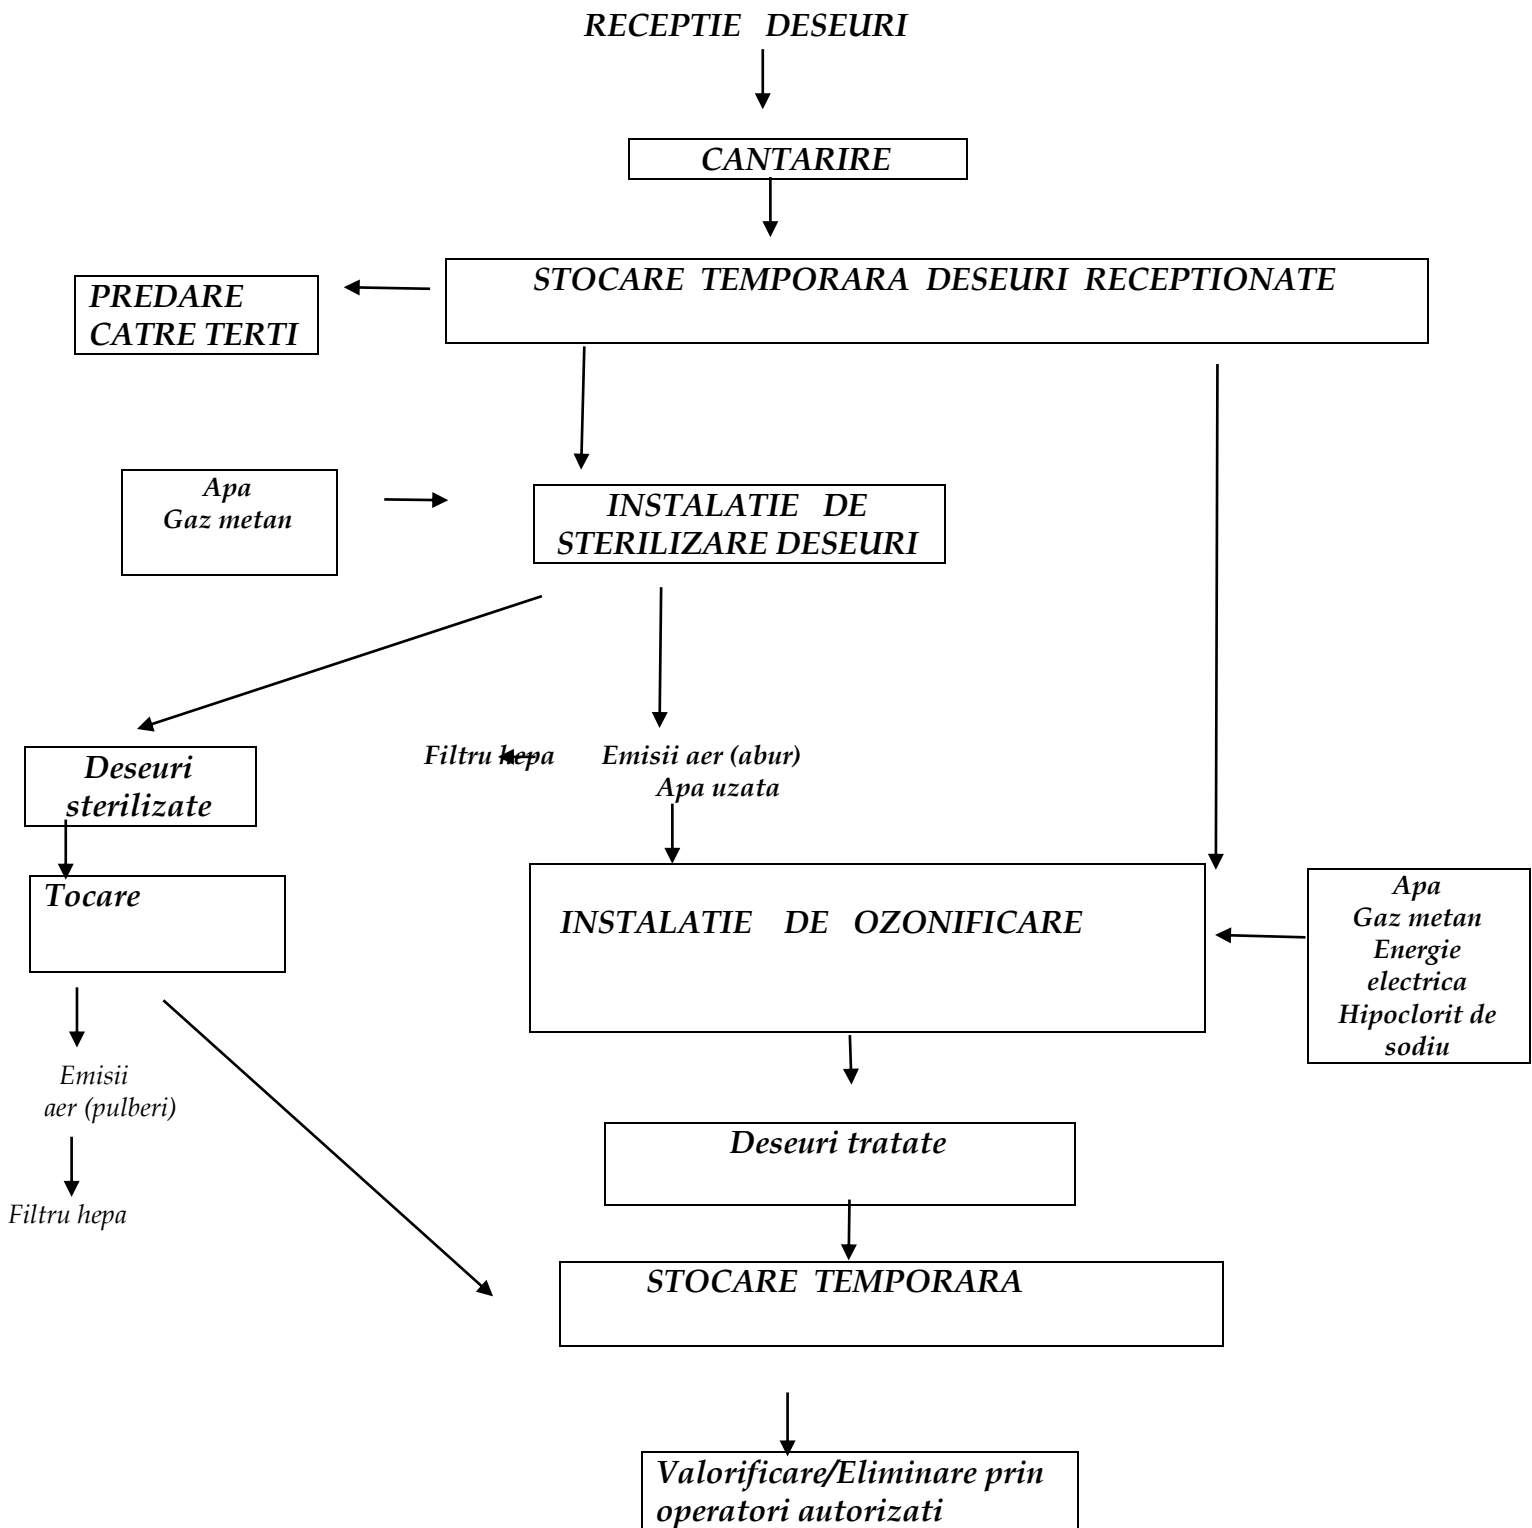 RECEPTIE DESEURI
CANTARIRE
STOCARE TEMPORARA DESEURI RECEPTIONATE
PREDARE
CATRE TERTI
Apa
Gaz metan
INSTALATIE DE
STERILIZARE DESEURI
Deseuri
sterilizate
Filtru hepa
Emisii aer (abur)
Apa uzata
Tocare
INSTALATIE DE OZONIFICARE
Apa
Gaz metan
Energie
electrica
Hipoclorit de
sodiu
Emisii
aer (pulberi)
Filtru hepa
Deseuri tratate
STOCARE TEMPORARA
Valorificare/Eliminare prin
operatori autorizati